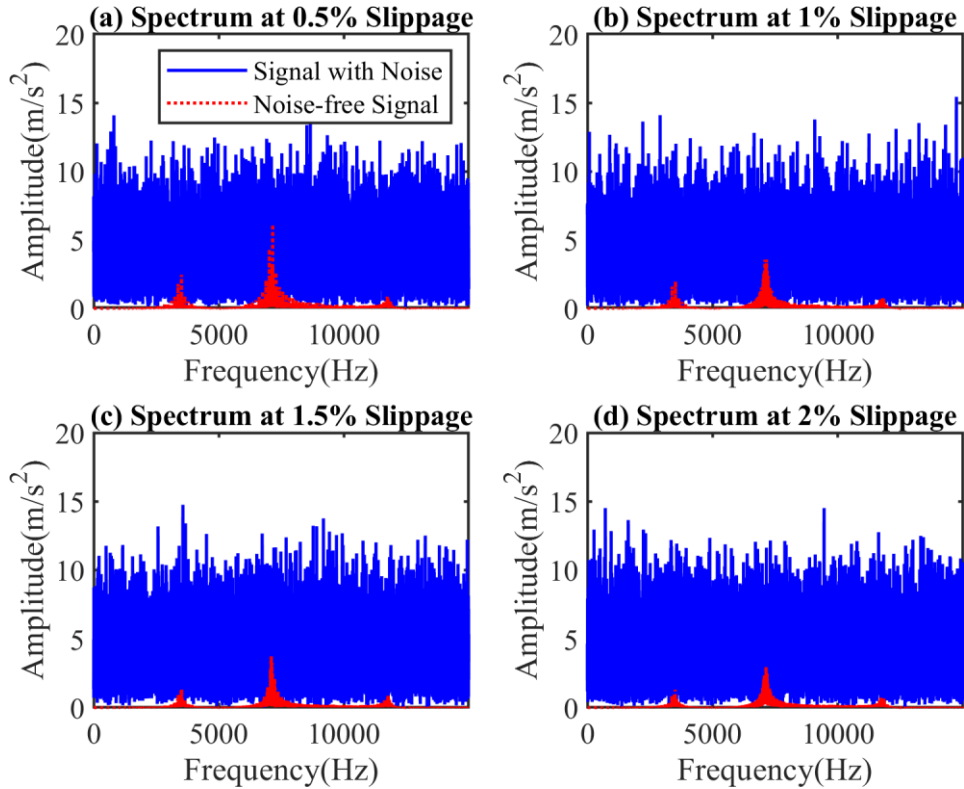 (a) Spectrum at 0.5% Slippage
20
15
10
5
0
Amplitude(m/s²)
Signal with Noise
Noise-free Signal
0 5000 10000
Frequency(Hz)
(b) Spectrum at 1% Slippage
20
15
10
5
0
Amplitude(m/s²)
0 5000 10000
Frequency(Hz)
(c) Spectrum at 1.5% Slippage
20
15
10
5
0
Amplitude(m/s²)
0 5000 10000
Frequency(Hz)
(d) Spectrum at 2% Slippage
20
15
10
5
0
Amplitude(m/s²)
0 5000 10000
Frequency(Hz)